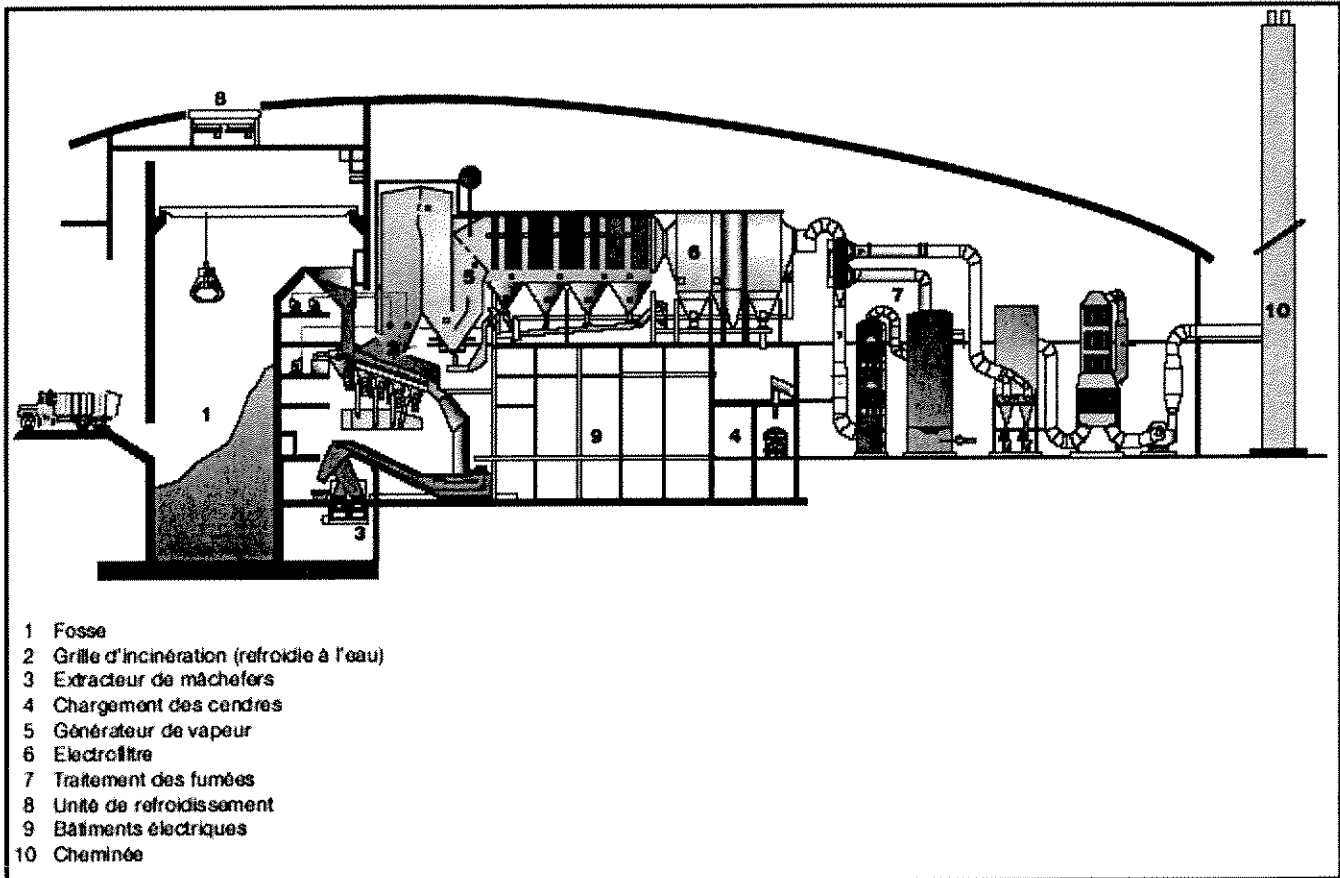 8
6
5
7
10
2
1
9
4
3
1 Fosse
2 Grille d'incinération (refroidie à l'eau)
3 Extracteur de mâchefers
4 Chargement des cendres
5 Générateur de vapeur
6 Electrofiltre
7 Traitement des fumées
8 Unité de refroidissement
9 Bâtiments électriques
10 Cheminée